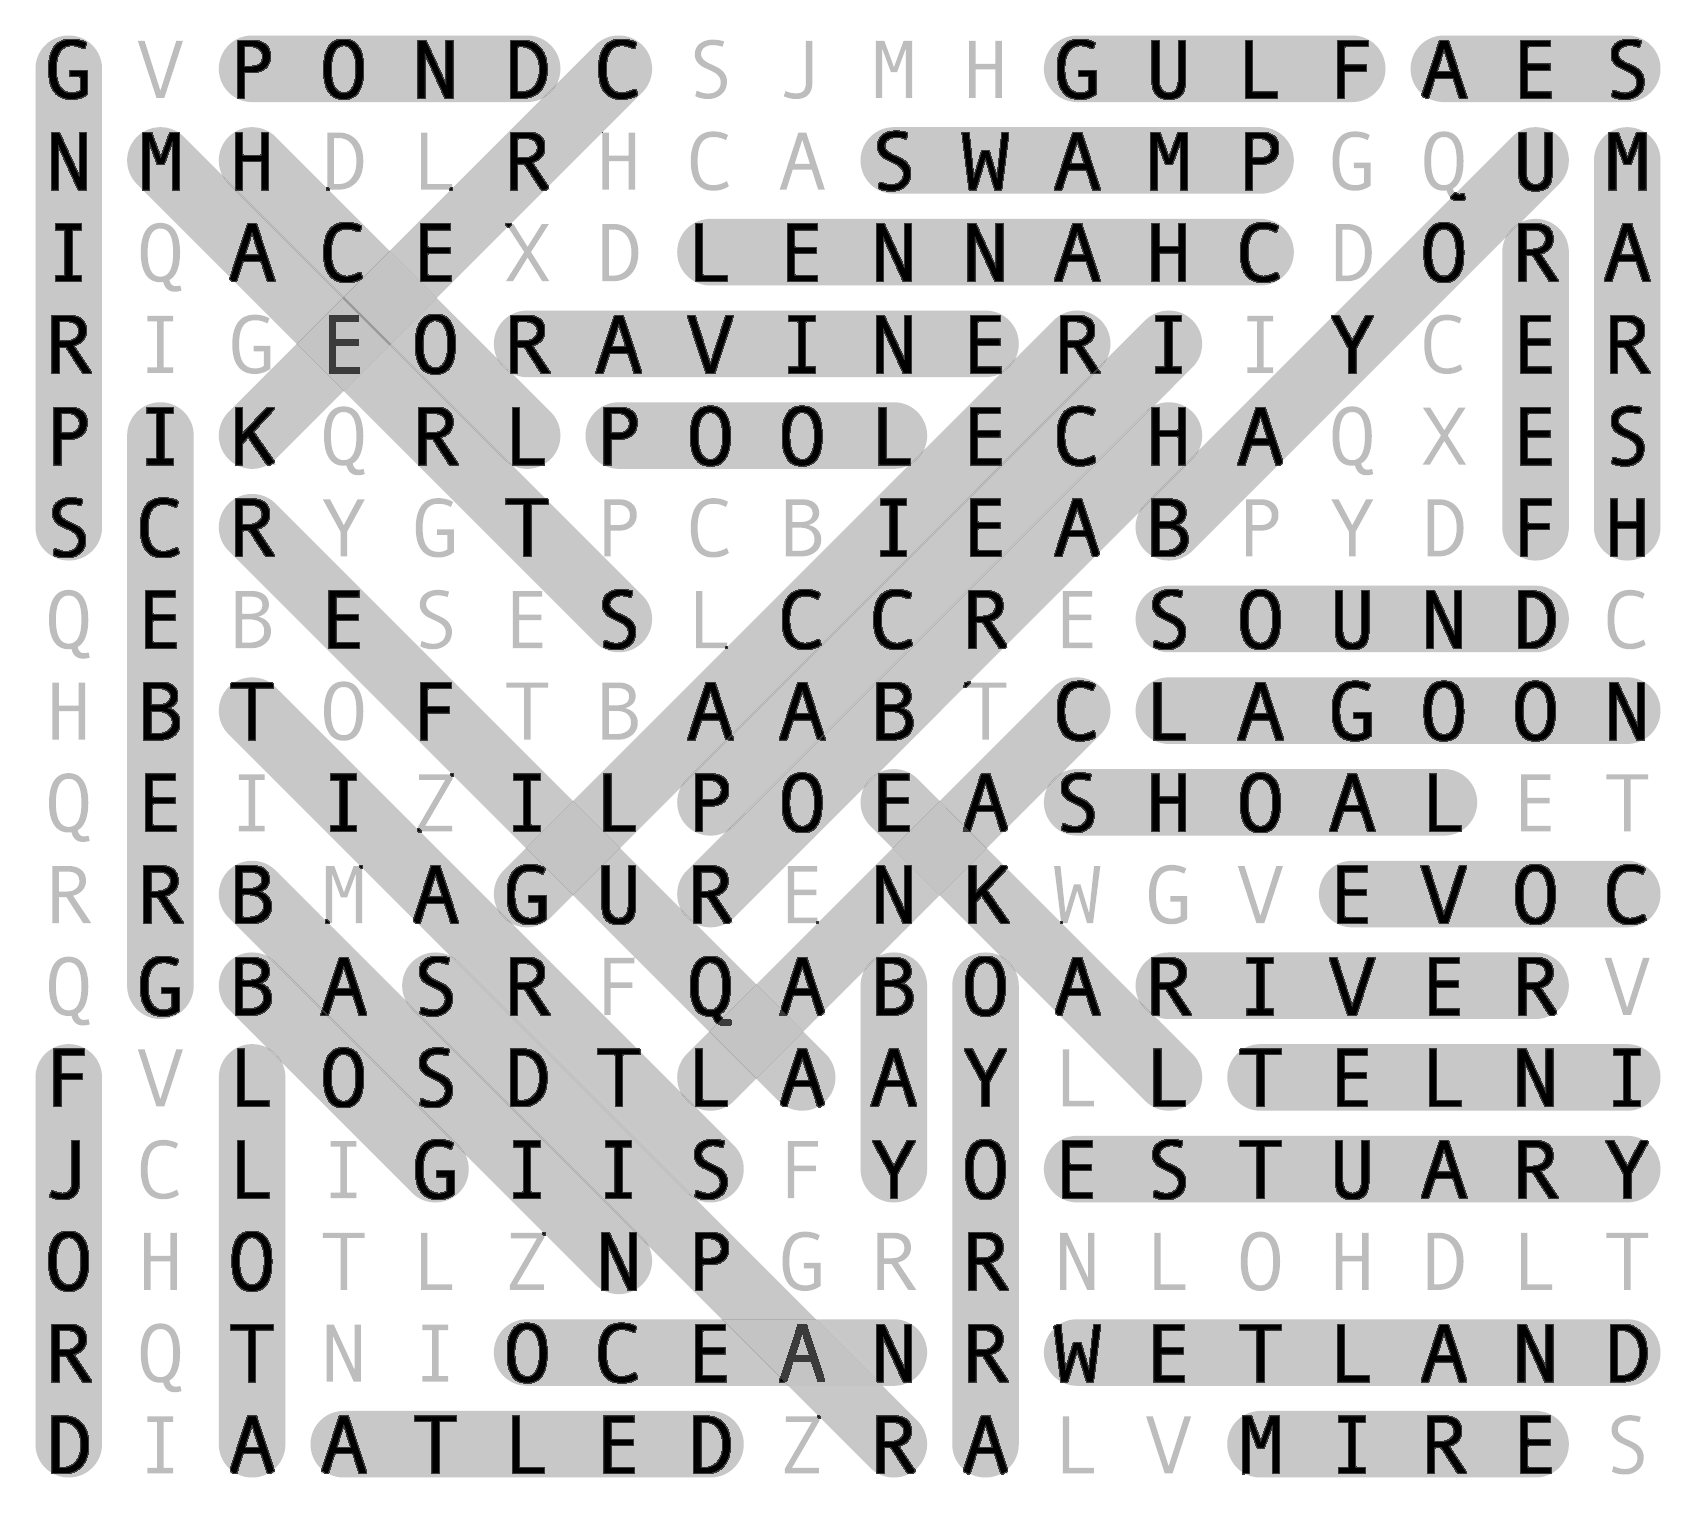 G V P O N D C S J M H G U L F A E S
N M H D L R H C A S W A M P G Q U M
I Q A C E X D L E N N A H C D O R A
R I G E O R A V I N E R I I Y C E R
P I K Q R L P O O L E C H A Q X E S
S C R Y G T P C B I E A B P Y D F H
Q E B E S E S L C C R E S O U N D C
H B T O F T B A A B T C L A G O O N
Q E I I Z I L P O E A S H O A L E T
R R B M A G U R E N K W G V E V O C
Q G B A S R F Q A B O A R I V E R V
F V L O S D T L A A Y L L T E L N I
J C L I G I I S F Y O E S T U A R Y
O H O T L Z N P G R R N L O H D L T
R Q T N I O C E A N R W E T L A N D
D I A A T L E D Z R A L V M I R E S